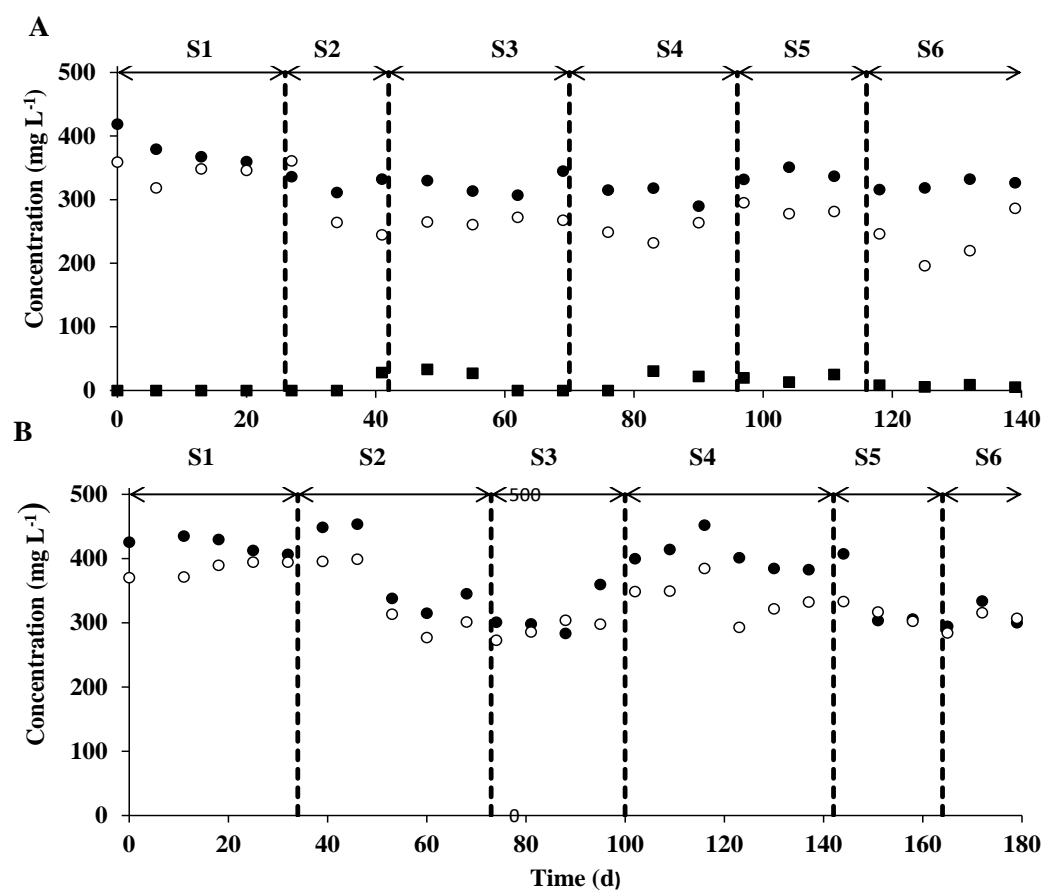 A
S1 S2 S3 S4 S5 S6
500
400
300
200
100
0
Concentration (mg L-1)
0 20 40 60 80 100 120 140
B
S1 S2 S3 S4 S5 S6
500 500
400
300
200
100
0 0
Concentration (mg L-1)
0 20 40 60 80 100 120 140 160 180
Time (d)